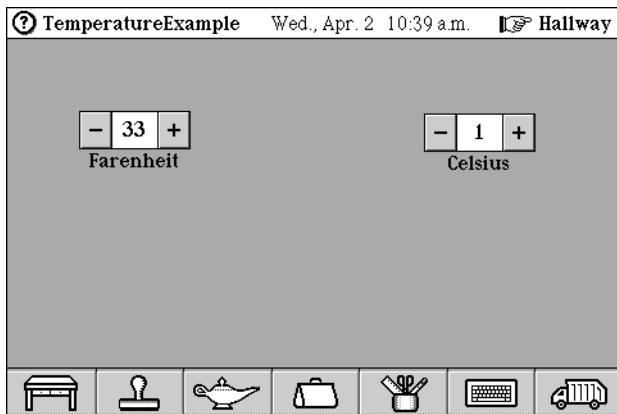 ? TemperatureExample Wed., Apr. 2 10:39 a.m. Hallway
− 33 + − 1 +
Farenheit Celsius